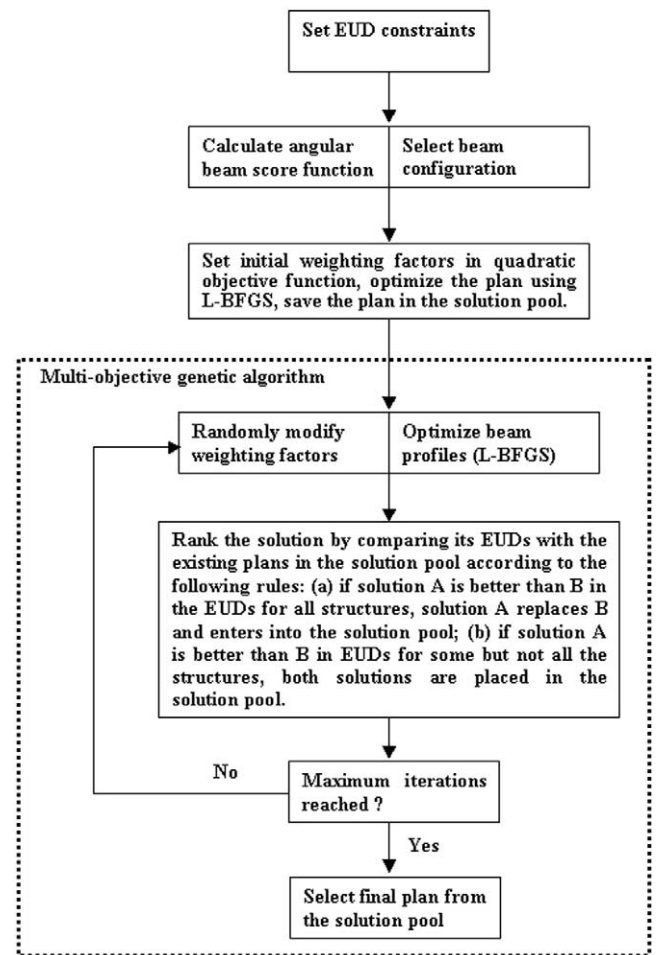 Set EUD constraints
Calculate angular
beam score function
Select beam
configuration
Set initial weighting factors in quadratic
objective function, optimize the plan using
L-BFGS, save the plan in the solution pool.
Multi-objective genetic algorithm
Randomly modify
weighting factors
Optimize beam
profiles (L-BFGS)
Rank the solution by comparing its EUDs with the
existing plans in the solution pool according to the
following rules: (a) if solution A is better than B in
the EUDs for all structures, solution A replaces B
and enters into the solution pool; (b) if solution A
is better than B in EUDs for some but not all the
structures, both solutions are placed in the
solution pool.
No
Maximum iterations
reached ?
Yes
Select final plan from
the solution pool